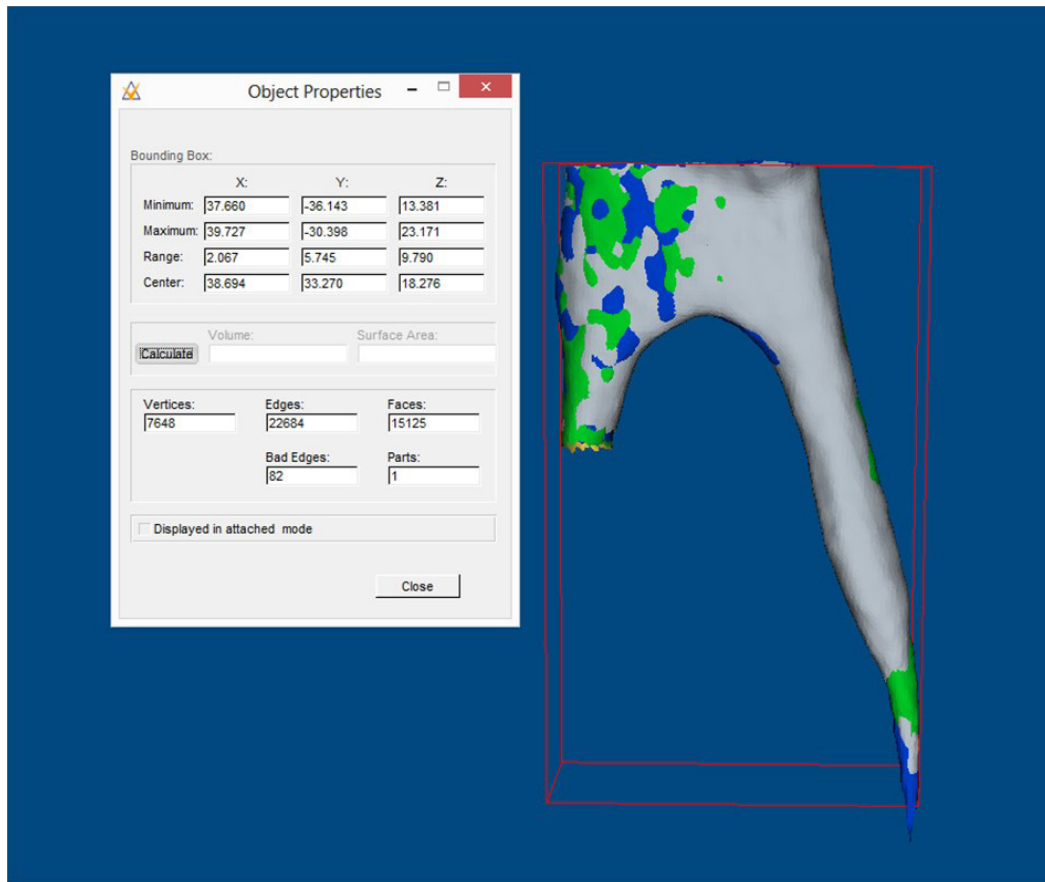 Object Properties
Bounding Box:
X: Y: Z:
Minimum: 37.660 -36.143 13.381
Maximum: 39.727 -30.398 23.171
Range: 2.067 5.745 9.790
Center: 38.694 33.270 18.276
Volume: Surface Area:
Calculate
Vertices: Edges: Faces:
7648 22684 15125
Bad Edges: Parts:
82 1
Displayed in attached mode
Close